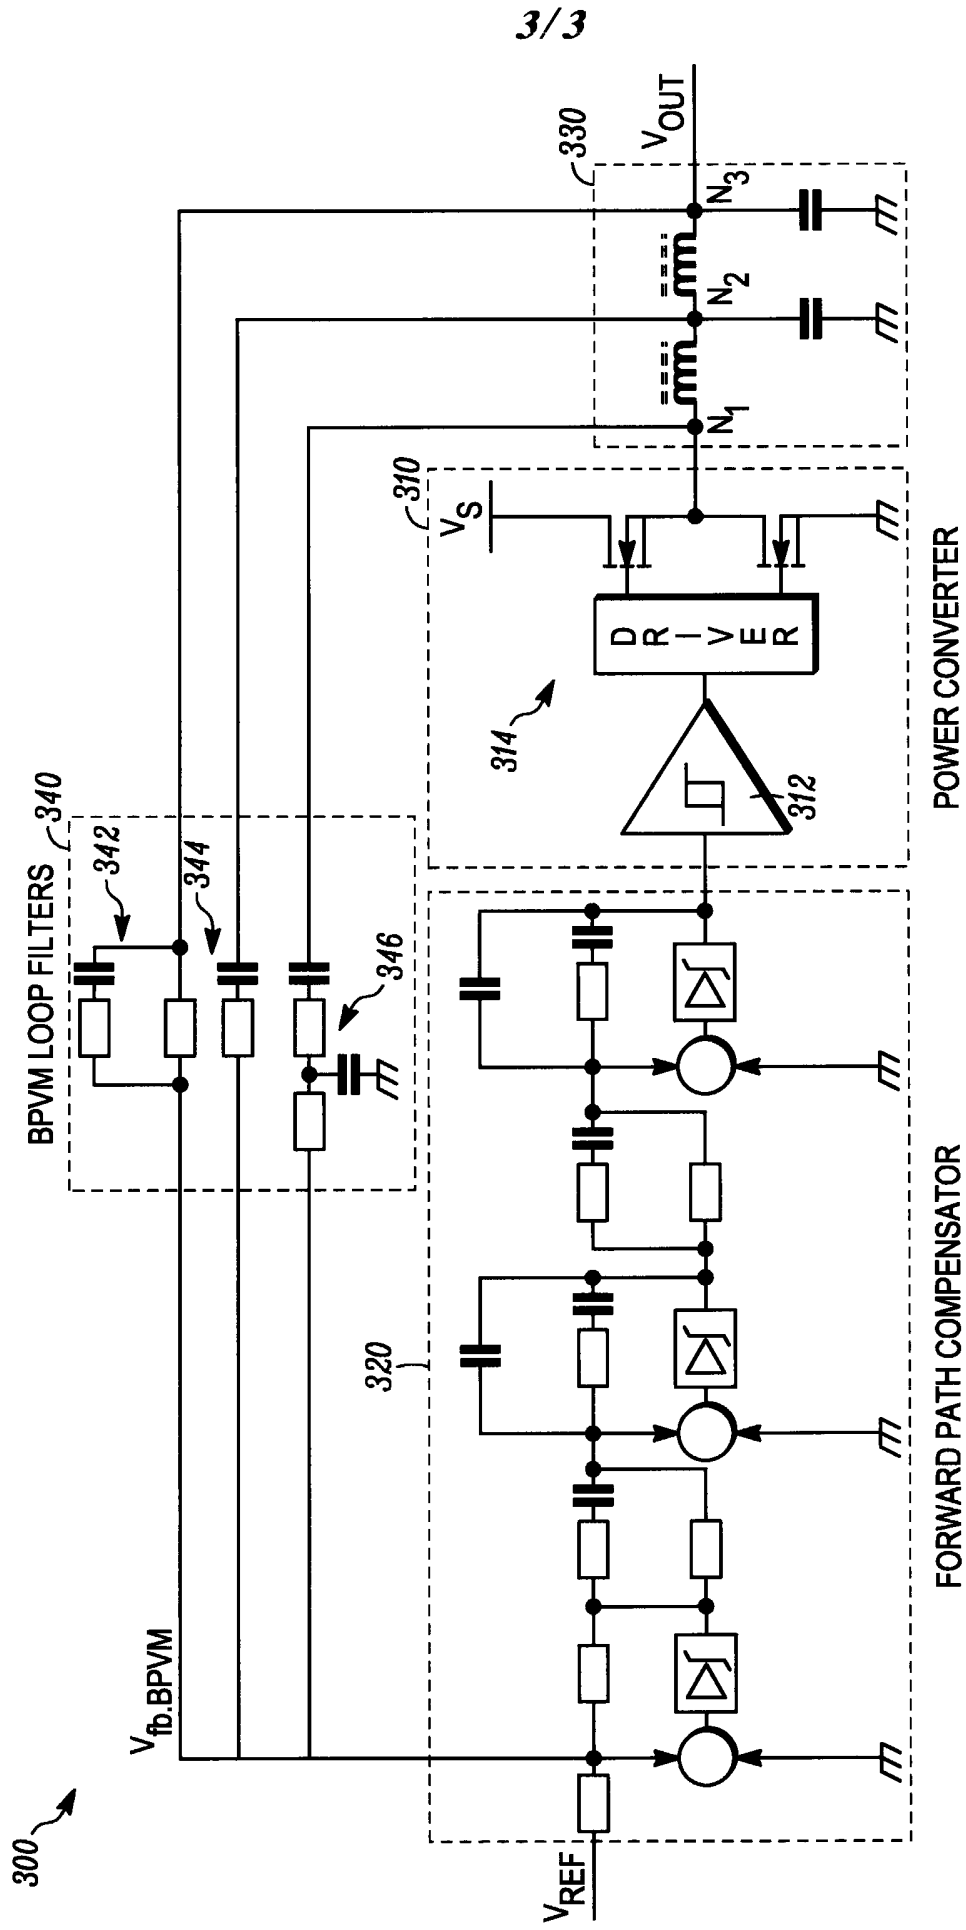 3/3
300
V_fb.BPVM
BPVM LOOP FILTERS
340
342
344
346
V_REF
320
FORWARD PATH COMPENSATOR
310
V_S
312
314
DRIVER
POWER CONVERTER
330
N_1
N_2
N_3
V_OUT